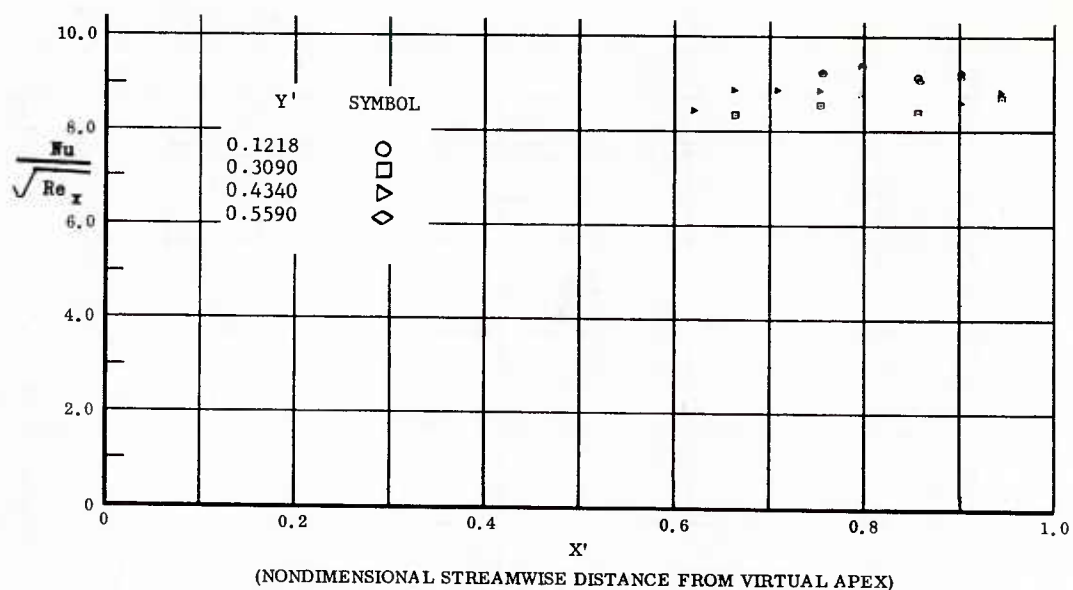 10.0
8.0
6.0
4.0
2.0
0
Nu
√Re_x
Y' SYMBOL
0.1218
0.3090
0.4340
0.5590
0 0.2 0.4 0.6 0.8 1.0
X'
(NONDIMENSIONAL STREAMWISE DISTANCE FROM VIRTUAL APEX)